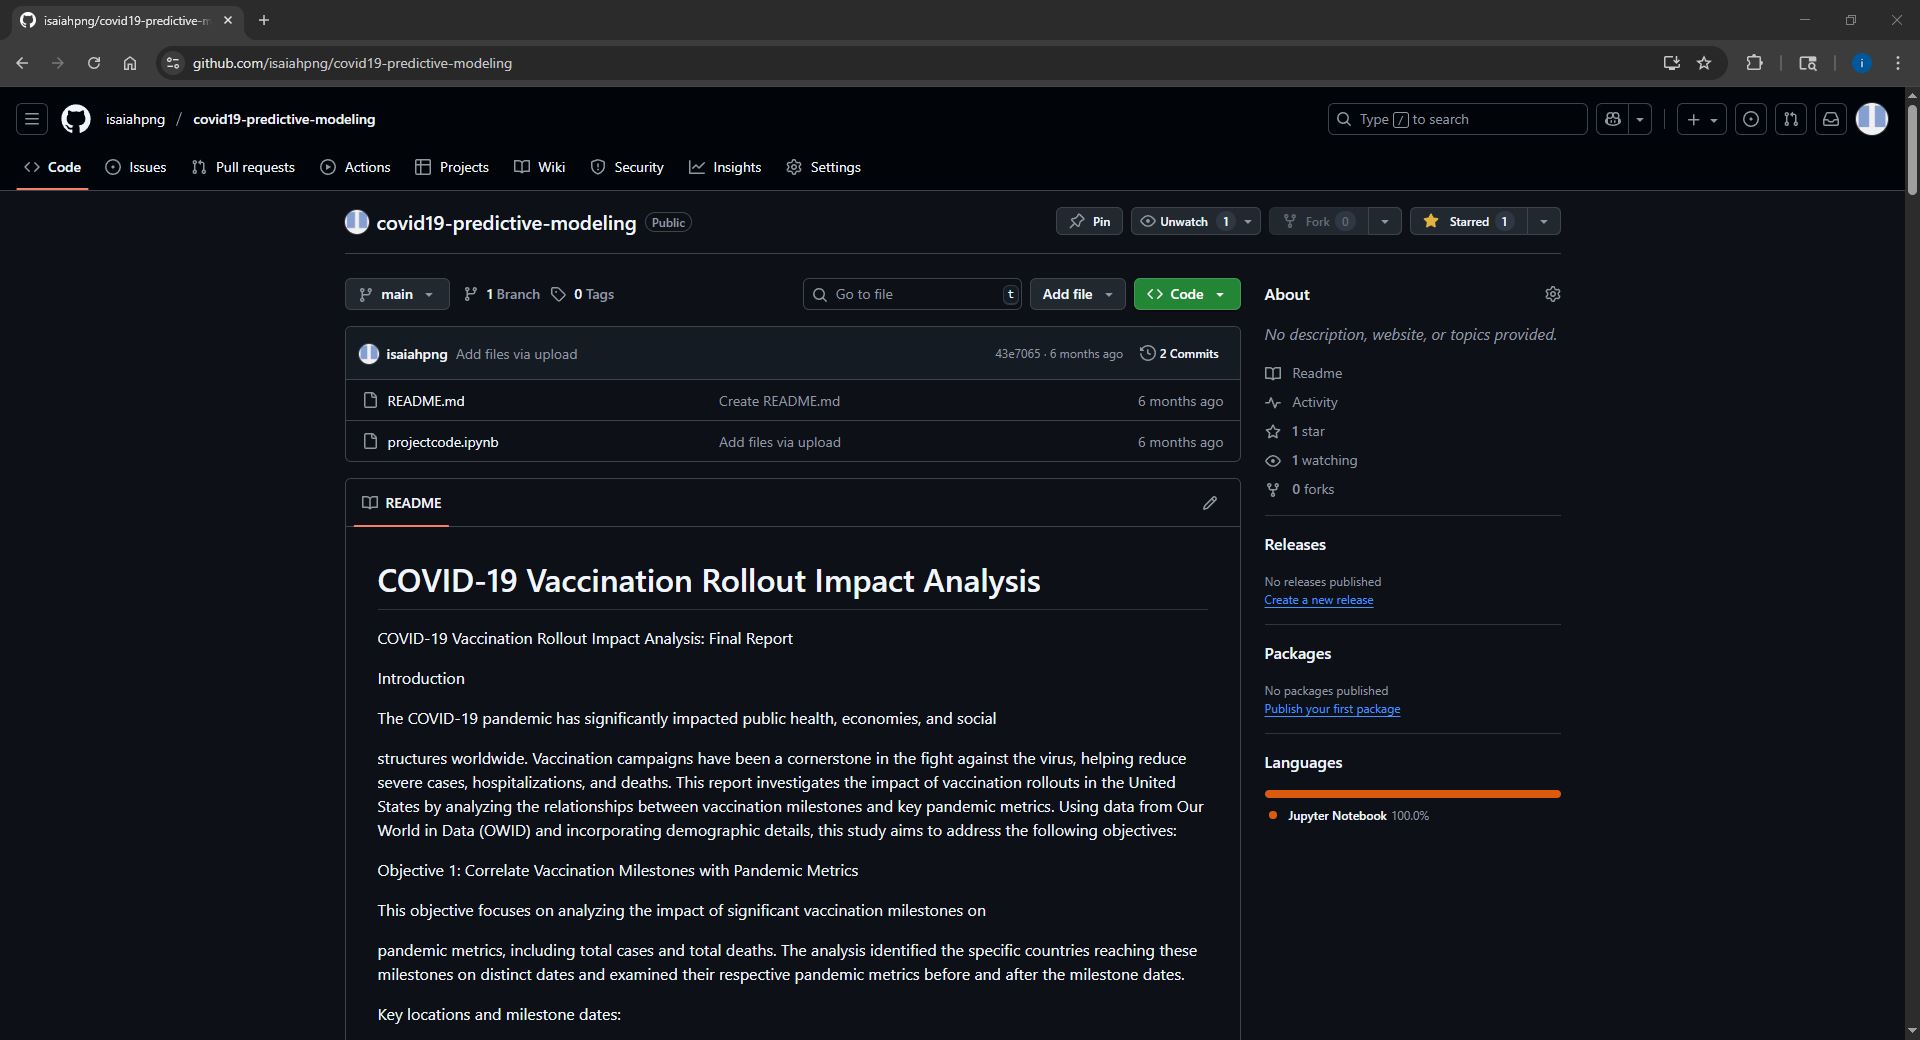 isaiahpng/covid19-predictive-m
github.com/isaiahpng/covid19-predictive-modeling
i
isaiahpng / covid19-predictive-modeling
Type / to search
Code Issues Pull requests Actions Projects Wiki Security Insights Settings
covid19-predictive-modeling Public
Pin Unwatch 1 Fork 0 Starred 1
main 1 Branch 0 Tags Go to file t Add file Code
isaiahpng Add files via upload 43e7065 · 6 months ago 2 Commits
README.md Create README.md 6 months ago
projectcode.ipynb Add files via upload 6 months ago
README
COVID-19 Vaccination Rollout Impact Analysis
COVID-19 Vaccination Rollout Impact Analysis: Final Report
Introduction
The COVID-19 pandemic has significantly impacted public health, economies, and social
structures worldwide. Vaccination campaigns have been a cornerstone in the fight against the virus, helping reduce
severe cases, hospitalizations, and deaths. This report investigates the impact of vaccination rollouts in the United
States by analyzing the relationships between vaccination milestones and key pandemic metrics. Using data from Our
World in Data (OWID) and incorporating demographic details, this study aims to address the following objectives:
Objective 1: Correlate Vaccination Milestones with Pandemic Metrics
This objective focuses on analyzing the impact of significant vaccination milestones on
pandemic metrics, including total cases and total deaths. The analysis identified the specific countries reaching these
milestones on distinct dates and examined their respective pandemic metrics before and after the milestone dates.
Key locations and milestone dates:
About
No description, website, or topics provided.
Readme
Activity
1 star
1 watching
0 forks
Releases
No releases published
Create a new release
Packages
No packages published
Publish your first package
Languages
Jupyter Notebook 100.0%